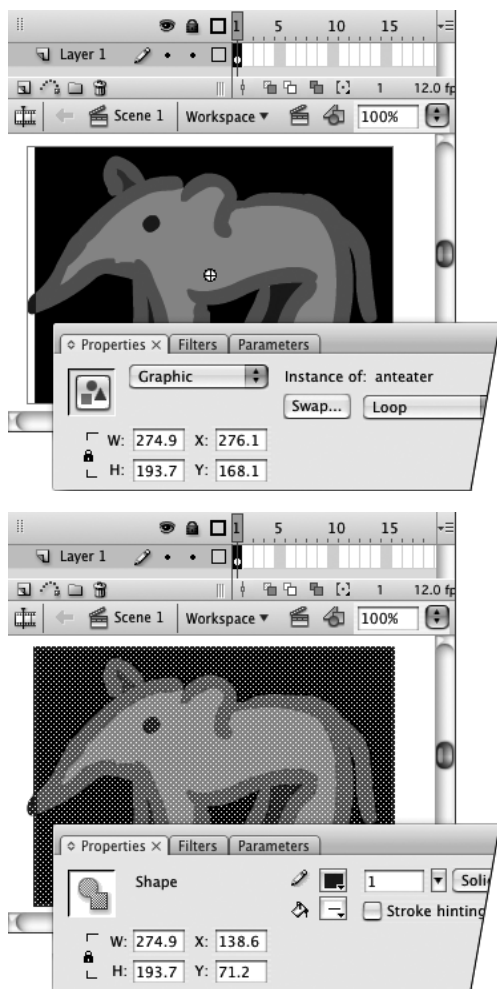 1 5 10 15
Layer 1
1 12.0 fp
Scene 1 Workspace 100%
Properties × Filters Parameters
Graphic Instance of: anteater
Swap... Loop
W: 274.9 X: 276.1
H: 193.7 Y: 168.1
1 5 10 15
Layer 1
1 12.0 fp
Scene 1 Workspace 100%
Properties × Filters Parameters
Shape 1 Solid
Stroke hinting
W: 274.9 X: 138.6
H: 193.7 Y: 71.2